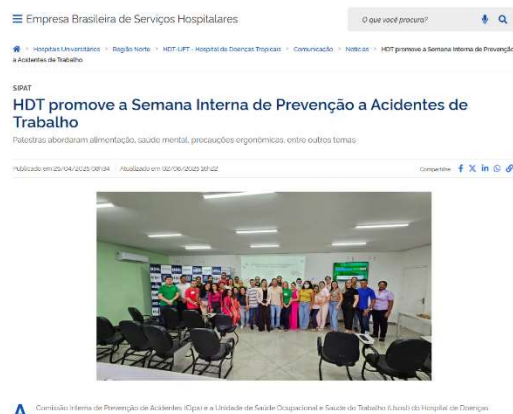 Empresa Brasileira de Serviços Hospitalares
O que você procura?
Hospitais Universitários > Região Norte > HDT-UFT - Hospital de Doenças Tropicais > Comunicação > Notícias > HDT promove a Semana Interna de Prevenção
a Acidentes de Trabalho
SIPAT
HDT promove a Semana Interna de Prevenção a Acidentes de
Trabalho
Palestras abordaram alimentação, saúde mental, precauções ergonômicas, entre outros temas
Publicado em 25/04/2025 08h34 Atualizado em 02/06/2025 16h22
Compartilhe:
A Comissão Interna de Prevenção de Acidentes (Cipa) e a Unidade de Saúde Ocupacional e Saúde do Trabalho (Usost) do Hospital de Doenças